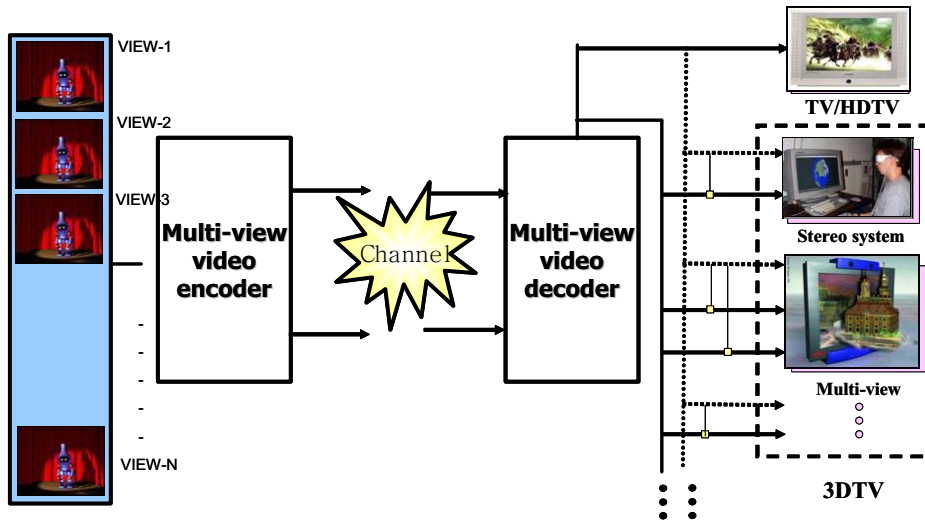 VIEW-1
VIEW-2
VIEW-3
VIEW-N
Multi-view
video
encoder
Channel
Multi-view
video
decoder
TV/HDTV
Stereo system
Multi-view
3DTV